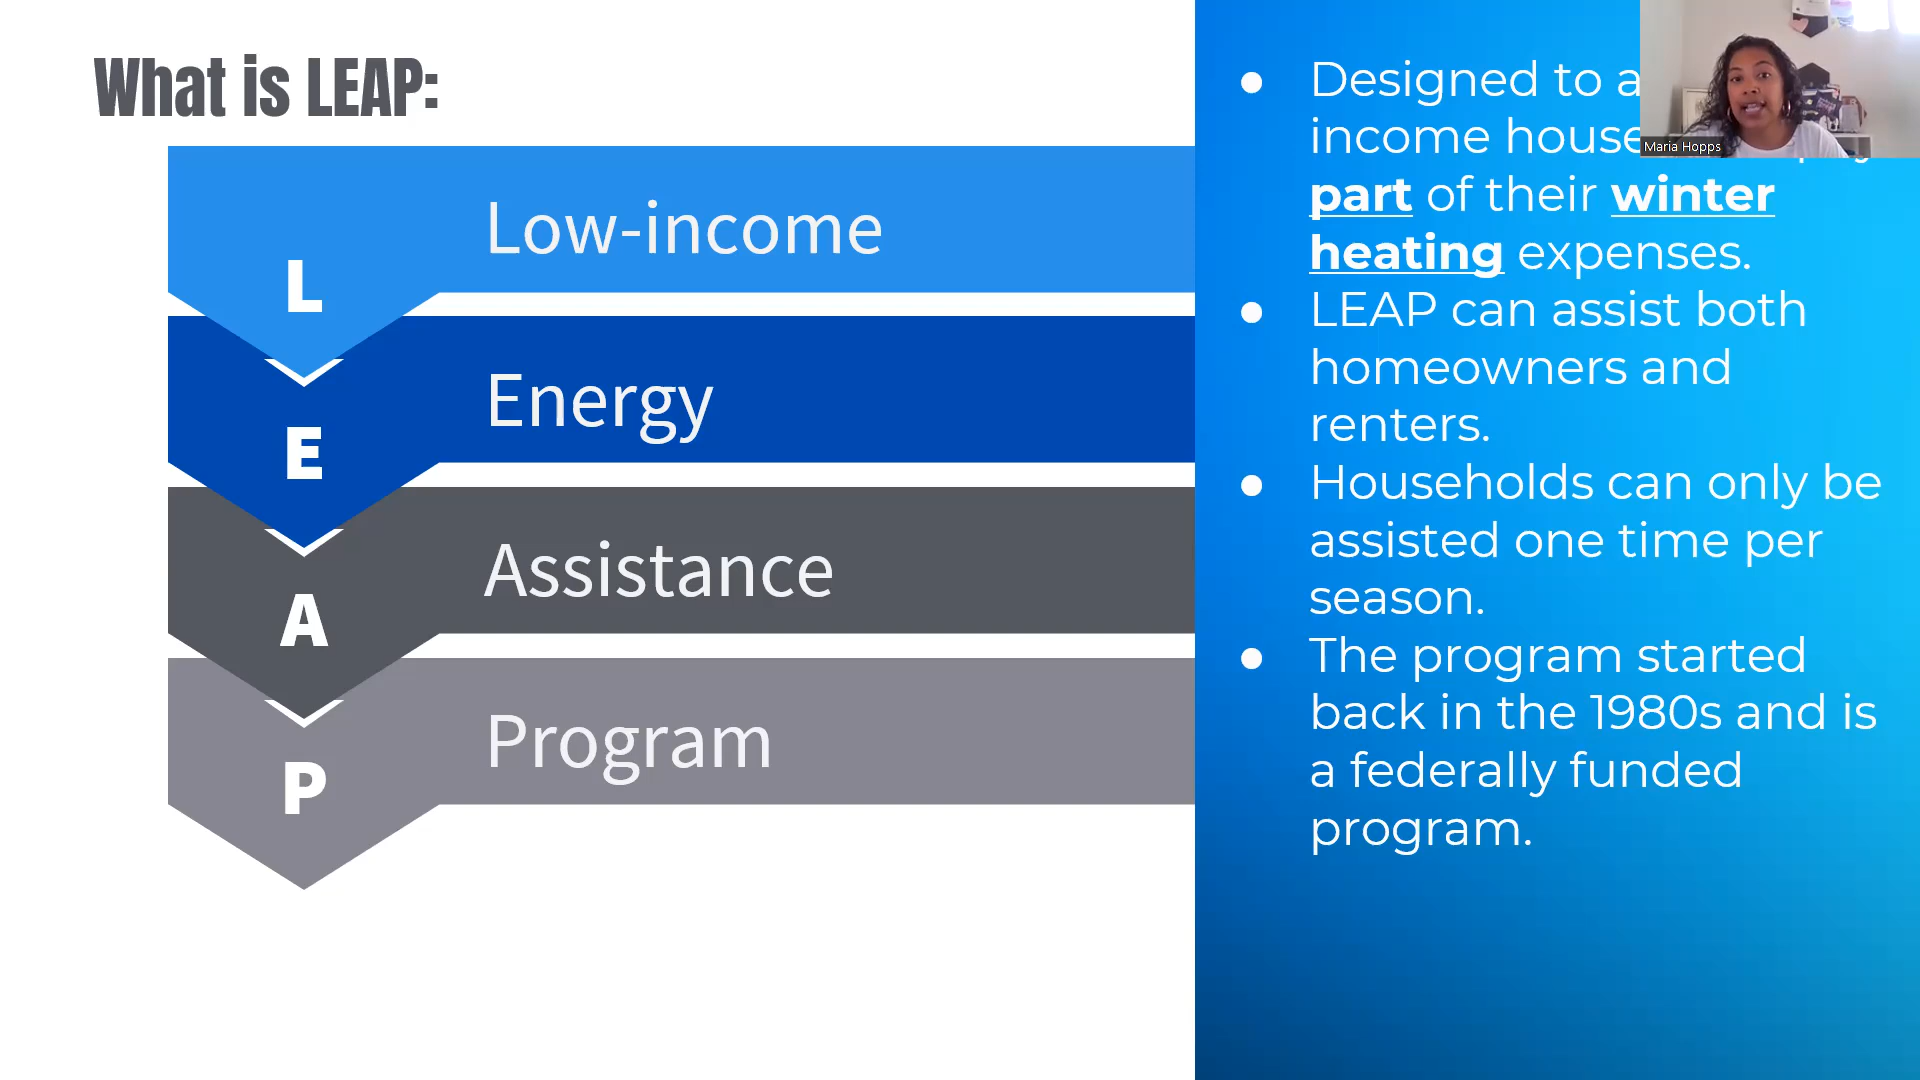 What is LEAP:
L
Low-income
E
Energy
A
Assistance
P
Program
Designed to
income
part of their winter
heating expenses.
LEAP can assist both
homeowners and
renters.
Households can only be
assisted one time per
season.
The program started
back in the 1980s and is
a federally funded
program.
Maria Hopps